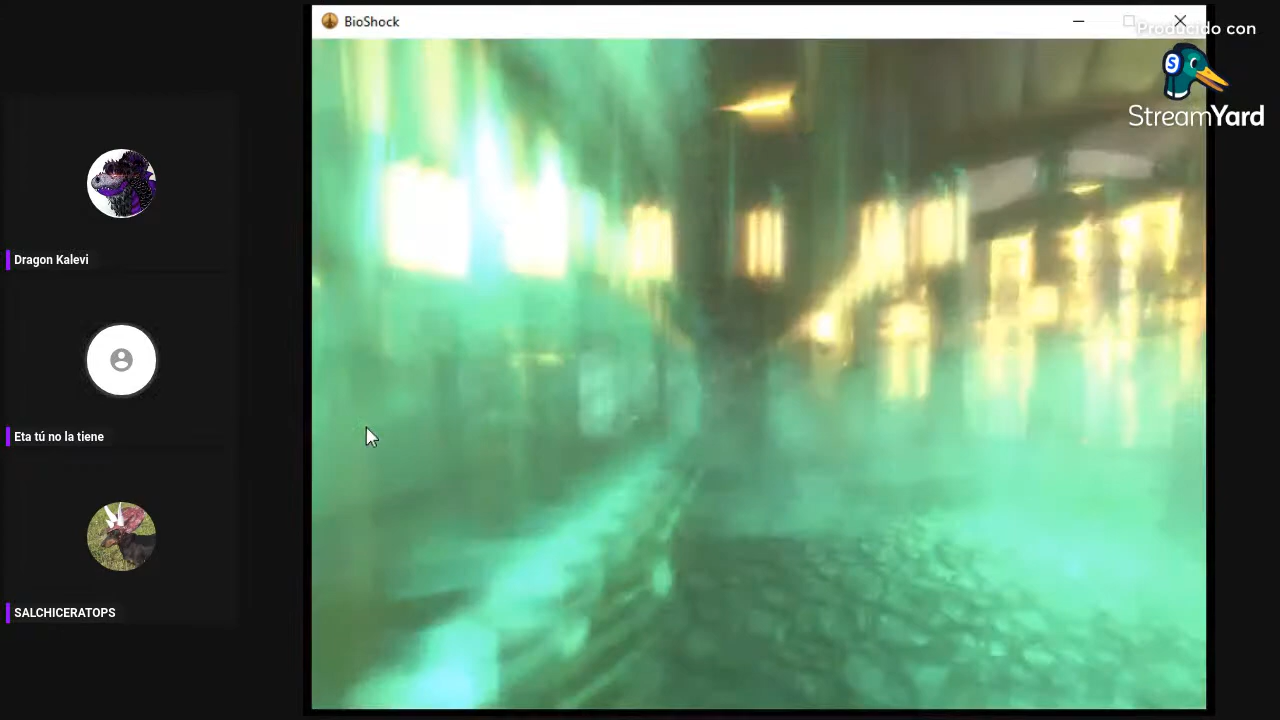 BioShock
Producido con
StreamYard
Dragon Kalevi
Eta tú no la tiene
SALCHICERATOPS